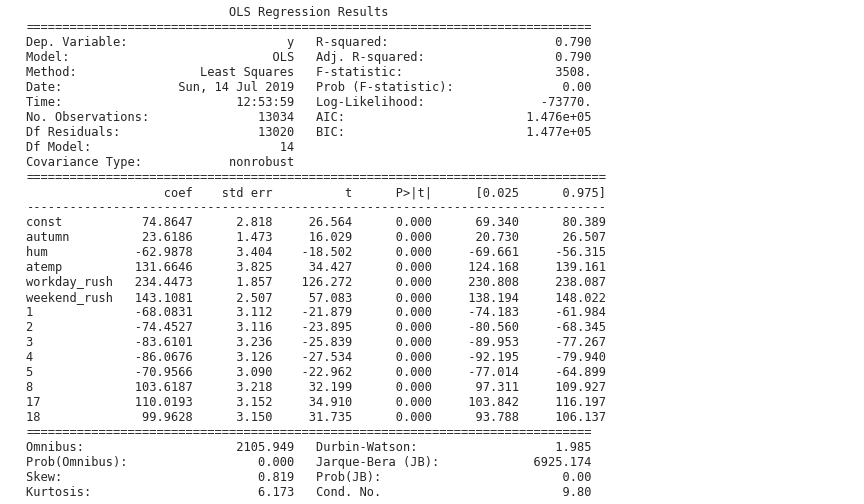 OLS Regression Results
==============================================================================
Dep. Variable:                      y   R-squared:                       0.790
Model:                            OLS   Adj. R-squared:                  0.790
Method:                 Least Squares   F-statistic:                     3508.
Date:                Sun, 14 Jul 2019   Prob (F-statistic):               0.00
Time:                        12:53:59   Log-Likelihood:                -73770.
No. Observations:               13034   AIC:                         1.476e+05
Df Residuals:                   13020   BIC:                         1.477e+05
Df Model:                          14
Covariance Type:            nonrobust
================================================================================
                   coef    std err          t      P>|t|      [0.025      0.975]
--------------------------------------------------------------------------------
const           74.8647      2.818     26.564      0.000      69.340      80.389
autumn          23.6186      1.473     16.029      0.000      20.730      26.507
hum            -62.9878      3.404    -18.502      0.000     -69.661     -56.315
atemp          131.6646      3.825     34.427      0.000     124.168     139.161
workday_rush   234.4473      1.857    126.272      0.000     230.808     238.087
weekend_rush   143.1081      2.507     57.083      0.000     138.194     148.022
1              -68.0831      3.112    -21.879      0.000     -74.183     -61.984
2              -74.4527      3.116    -23.895      0.000     -80.560     -68.345
3              -83.6101      3.236    -25.839      0.000     -89.953     -77.267
4              -86.0676      3.126    -27.534      0.000     -92.195     -79.940
5              -70.9566      3.090    -22.962      0.000     -77.014     -64.899
8              103.6187      3.218     32.199      0.000      97.311     109.927
17             110.0193      3.152     34.910      0.000     103.842     116.197
18              99.9628      3.150     31.735      0.000      93.788     106.137
==============================================================================
Omnibus:                     2105.949   Durbin-Watson:                   1.985
Prob(Omnibus):                  0.000   Jarque-Bera (JB):             6925.174
Skew:                           0.819   Prob(JB):                         0.00
Kurtosis:                       6.173   Cond. No.                         9.80